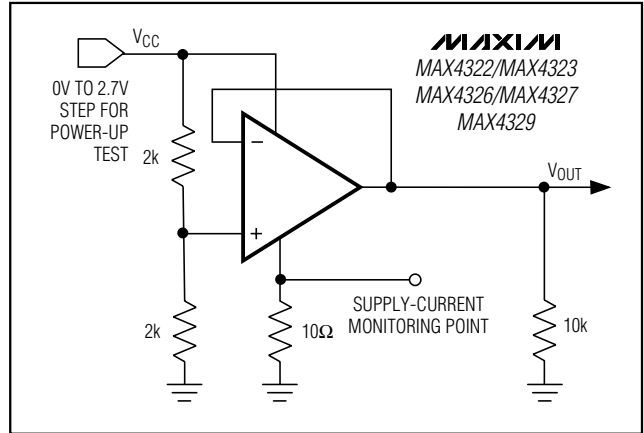 VCC
MAXIM
MAX4322/MAX4323
MAX4326/MAX4327
MAX4329
0V TO 2.7V
STEP FOR
POWER-UP
TEST
2k
−
VOUT
+
SUPPLY-CURRENT
MONITORING POINT
2k
10Ω
10k